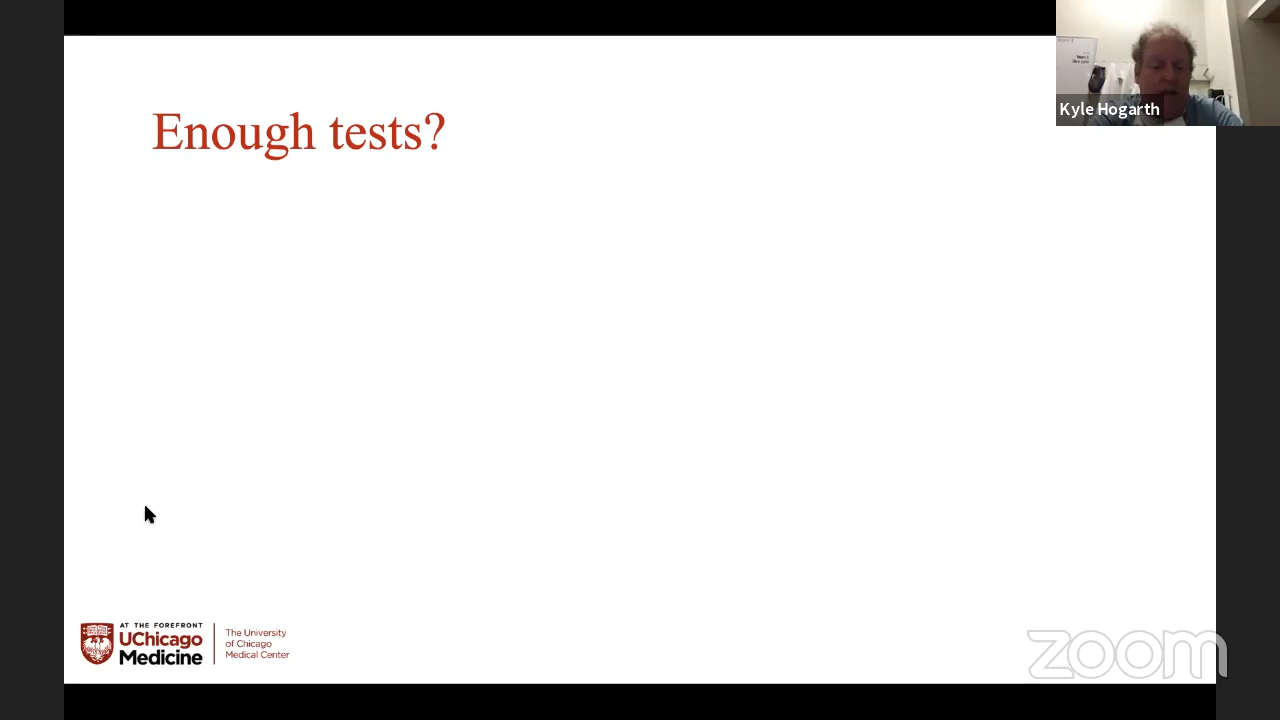 Enough tests?
Kyle Hogarth
AT THE FOREFRONT
UChicago
Medicine
The University
of Chicago
Medical Center
zoom